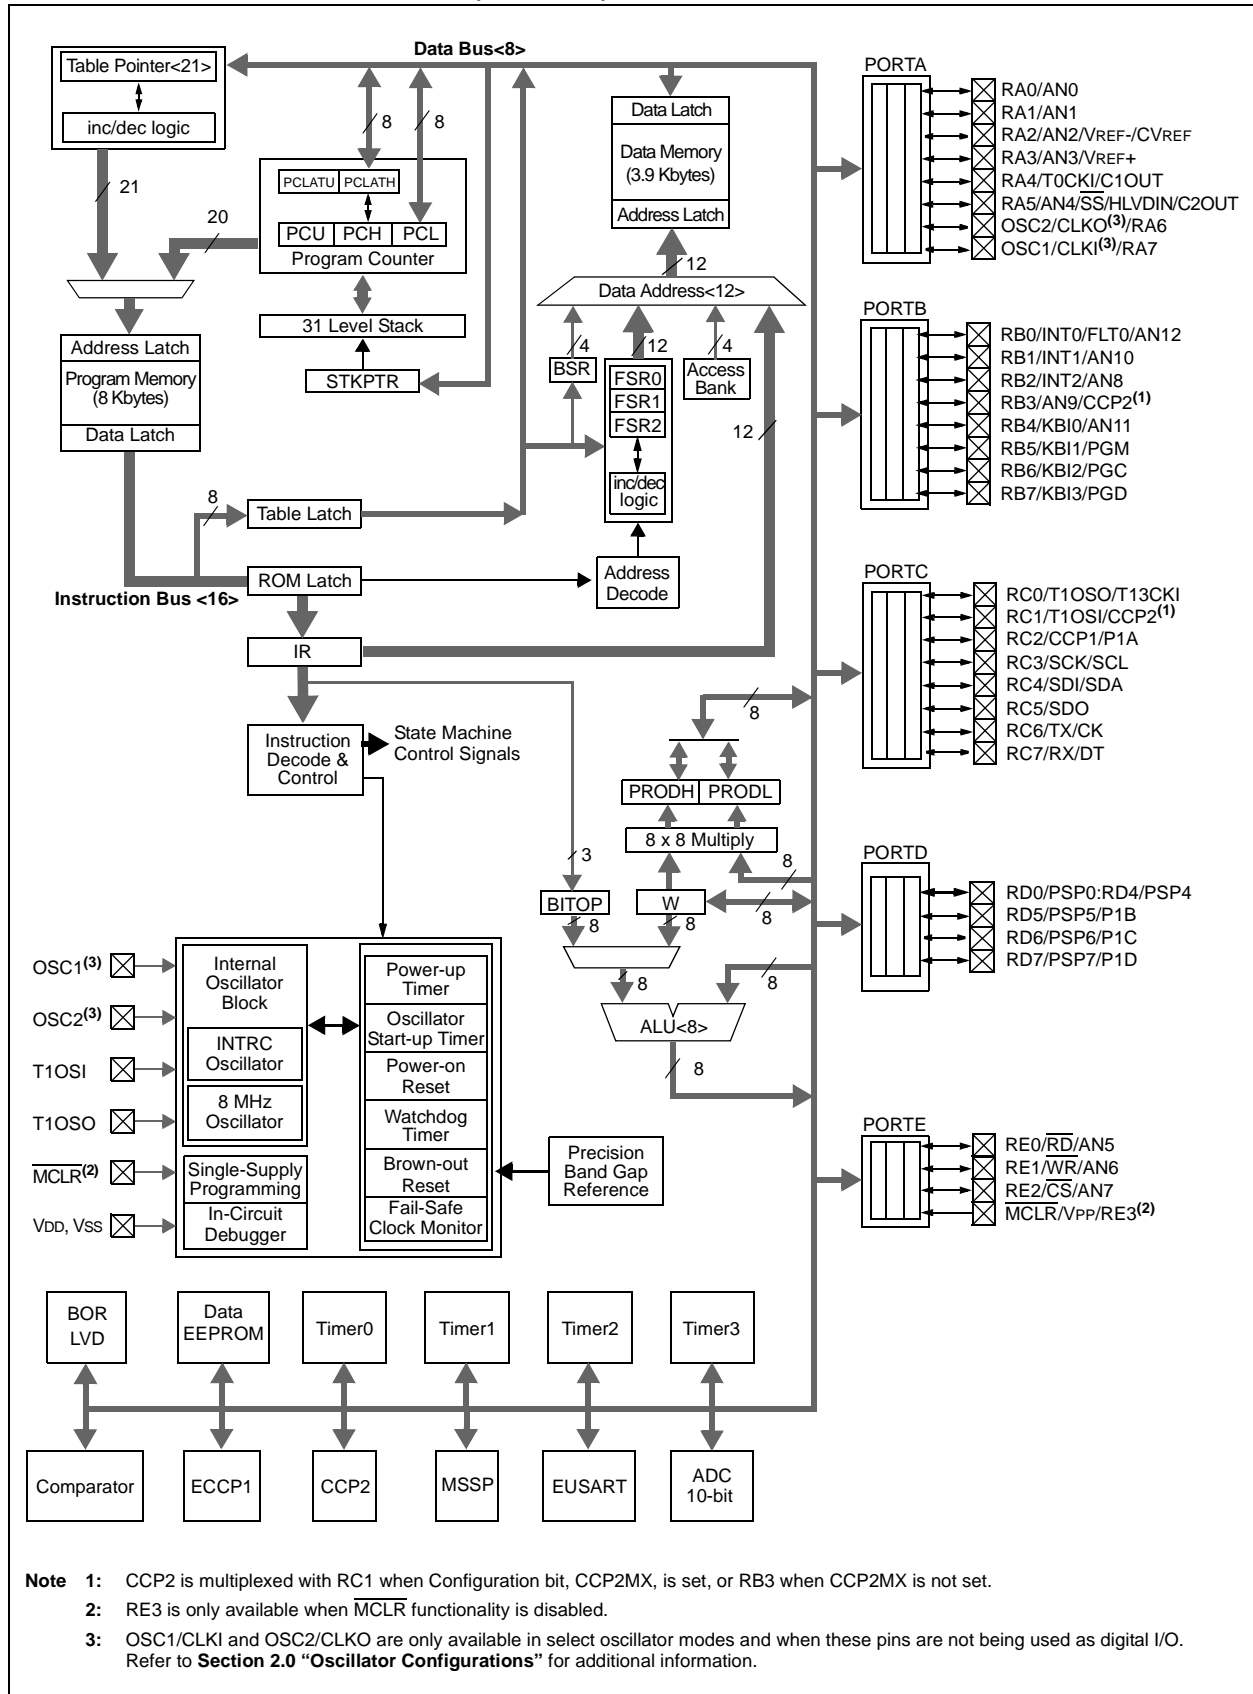 Data Bus<8>
Table Pointer<21>
inc/dec logic
21
20
8
8
PCLATU PCLATH
PCU PCH PCL
Program Counter
31 Level Stack
STKPTR
Address Latch
Program Memory
(8 Kbytes)
Data Latch
8
Table Latch
ROM Latch
Instruction Bus <16>
IR
Instruction
Decode &
Control
State Machine
Control Signals
Data Latch
Data Memory
(3.9 Kbytes)
Address Latch
12
Data Address<12>
4
12
4
BSR
FSR0
FSR1
FSR2
inc/dec
logic
Access
Bank
12
Address
Decode
8
PRODH PRODL
8 x 8 Multiply
3
8
BITOP
W
8
8
8
8
8
ALU<8>
8
OSC1(3)
OSC2(3)
T1OSI
T1OSO
MCLR(2)
VDD, VSS
Internal
Oscillator
Block
INTRC
Oscillator
8 MHz
Oscillator
Single-Supply
Programming
In-Circuit
Debugger
Power-up
Timer
Oscillator
Start-up Timer
Power-on
Reset
Watchdog
Timer
Brown-out
Reset
Fail-Safe
Clock Monitor
Precision
Band Gap
Reference
PORTA
RA0/AN0
RA1/AN1
RA2/AN2/VREF-/CVREF
RA3/AN3/VREF+
RA4/T0CKI/C1OUT
RA5/AN4/SS/HLVDIN/C2OUT
OSC2/CLKO(3)/RA6
OSC1/CLKI(3)/RA7
PORTB
RB0/INT0/FLT0/AN12
RB1/INT1/AN10
RB2/INT2/AN8
RB3/AN9/CCP2(1)
RB4/KBI0/AN11
RB5/KBI1/PGM
RB6/KBI2/PGC
RB7/KBI3/PGD
PORTC
RC0/T1OSO/T13CKI
RC1/T1OSI/CCP2(1)
RC2/CCP1/P1A
RC3/SCK/SCL
RC4/SDI/SDA
RC5/SDO
RC6/TX/CK
RC7/RX/DT
PORTD
RD0/PSP0:RD4/PSP4
RD5/PSP5/P1B
RD6/PSP6/P1C
RD7/PSP7/P1D
PORTE
RE0/RD/AN5
RE1/WR/AN6
RE2/CS/AN7
MCLR/VPP/RE3(2)
BOR
LVD
Data
EEPROM
Timer0
Timer1
Timer2
Timer3
Comparator
ECCP1
CCP2
MSSP
EUSART
ADC
10-bit
Note 1: CCP2 is multiplexed with RC1 when Configuration bit, CCP2MX, is set, or RB3 when CCP2MX is not set.
2: RE3 is only available when MCLR functionality is disabled.
3: OSC1/CLKI and OSC2/CLKO are only available in select oscillator modes and when these pins are not being used as digital I/O.
Refer to Section 2.0 “Oscillator Configurations” for additional information.